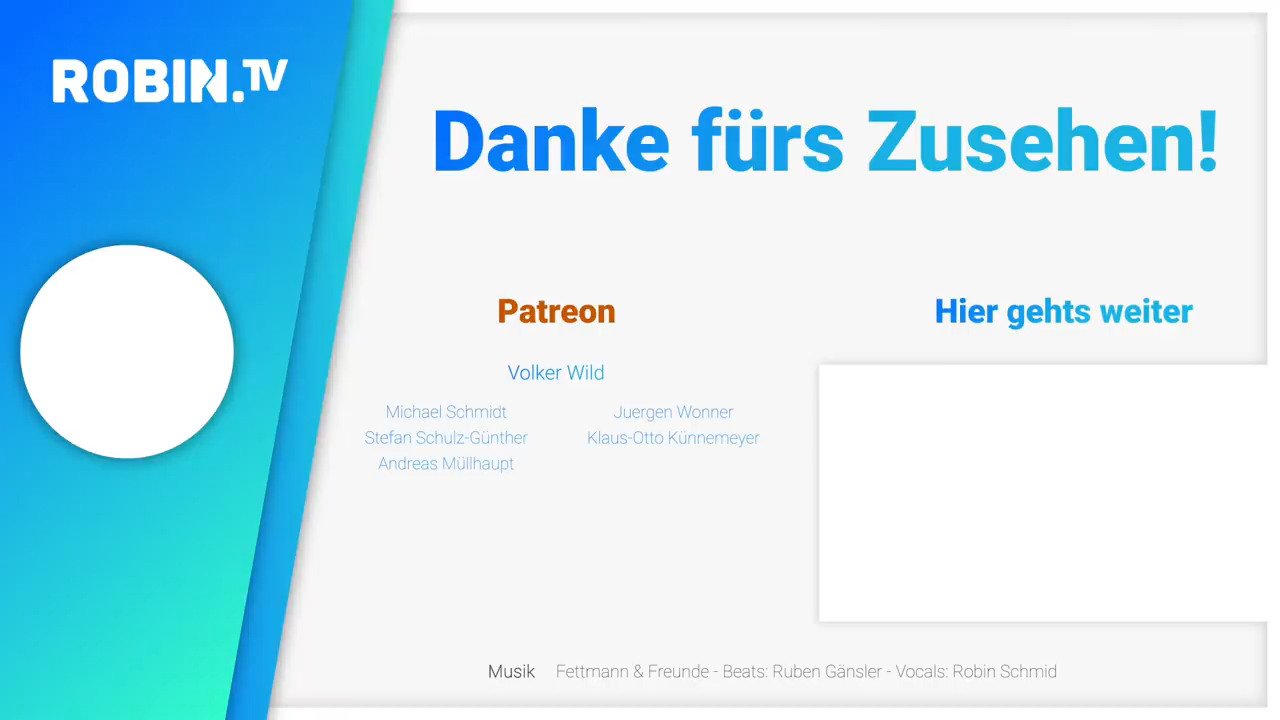 ROBIN.TV
Danke fürs Zusehen!
Patreon
Volker Wild
Michael Schmidt
Stefan Schulz-Günther
Andreas Müllhaupt
Juergen Wonner
Klaus-Otto Künnemeyer
Hier gehts weiter
Musik Fettmann & Freunde - Beats: Ruben Gänsler - Vocals: Robin Schmid